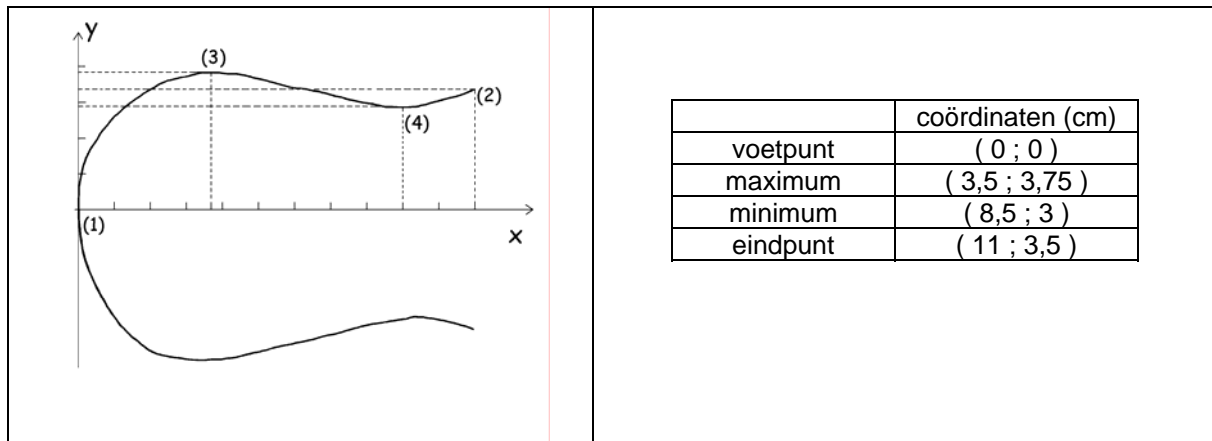 y
(3)
(2)
(4)
(1)
x
coördinaten (cm)
voetpunt ( 0 ; 0 )
maximum ( 3,5 ; 3,75 )
minimum ( 8,5 ; 3 )
eindpunt ( 11 ; 3,5 )